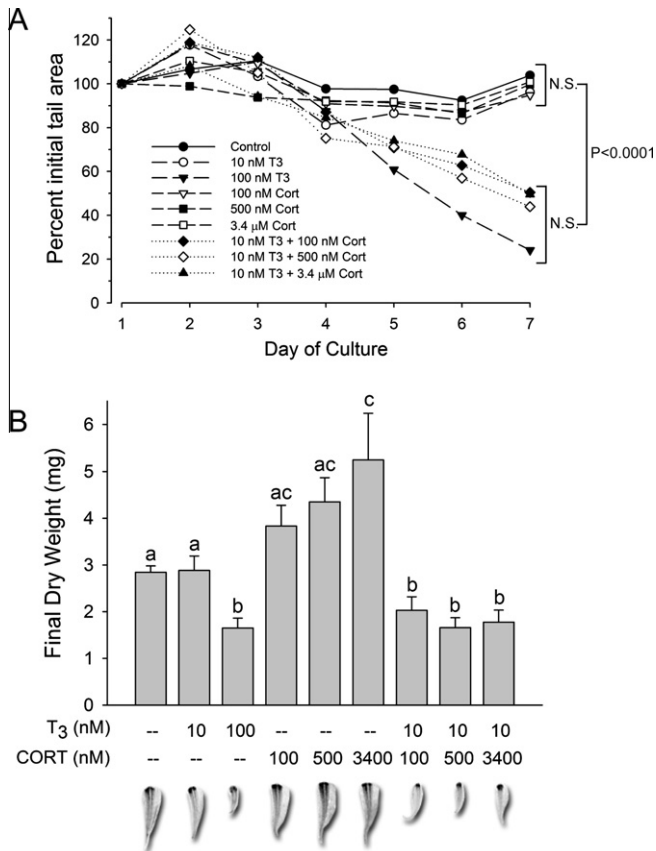 A
120
100
80
60
40
20
0
Percent initial tail area
Control
10 nM T3
100 nM T3
100 nM Cort
500 nM Cort
3.4 μM Cort
10 nM T3 + 100 nM Cort
10 nM T3 + 500 nM Cort
10 nM T3 + 3.4 μM Cort
N.S.
P<0.0001
N.S.
1 2 3 4 5 6 7
Day of Culture
B
6
5
4
3
2
1
0
Final Dry Weight (mg)
a a b ac ac c b b b
T3 (nM) -- 10 100 -- -- -- 10 10 10
CORT (nM) -- -- -- 100 500 3400 100 500 3400